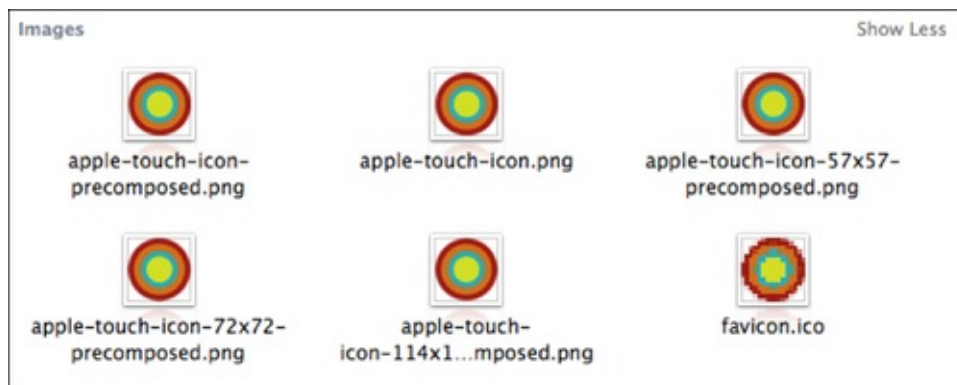 Images
Show Less
apple-touch-icon-
precomposed.png
apple-touch-icon.png
apple-touch-icon-57x57-
precomposed.png
apple-touch-icon-72x72-
precomposed.png
apple-touch-
icon-114x1...mposed.png
favicon.ico